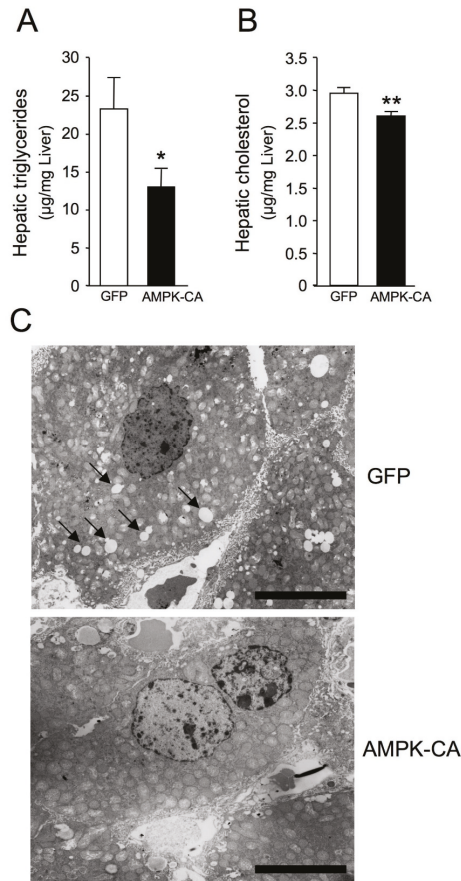 A
Hepatic triglycerides
(µg/mg Liver)
30
25
20
15
10
5
0
*
GFP
AMPK-CA
B
Hepatic cholesterol
(µg/mg Liver)
3.5
3.0
2.5
2.0
1.5
1.0
0.5
0.0
**
GFP
AMPK-CA
C
GFP
AMPK-CA